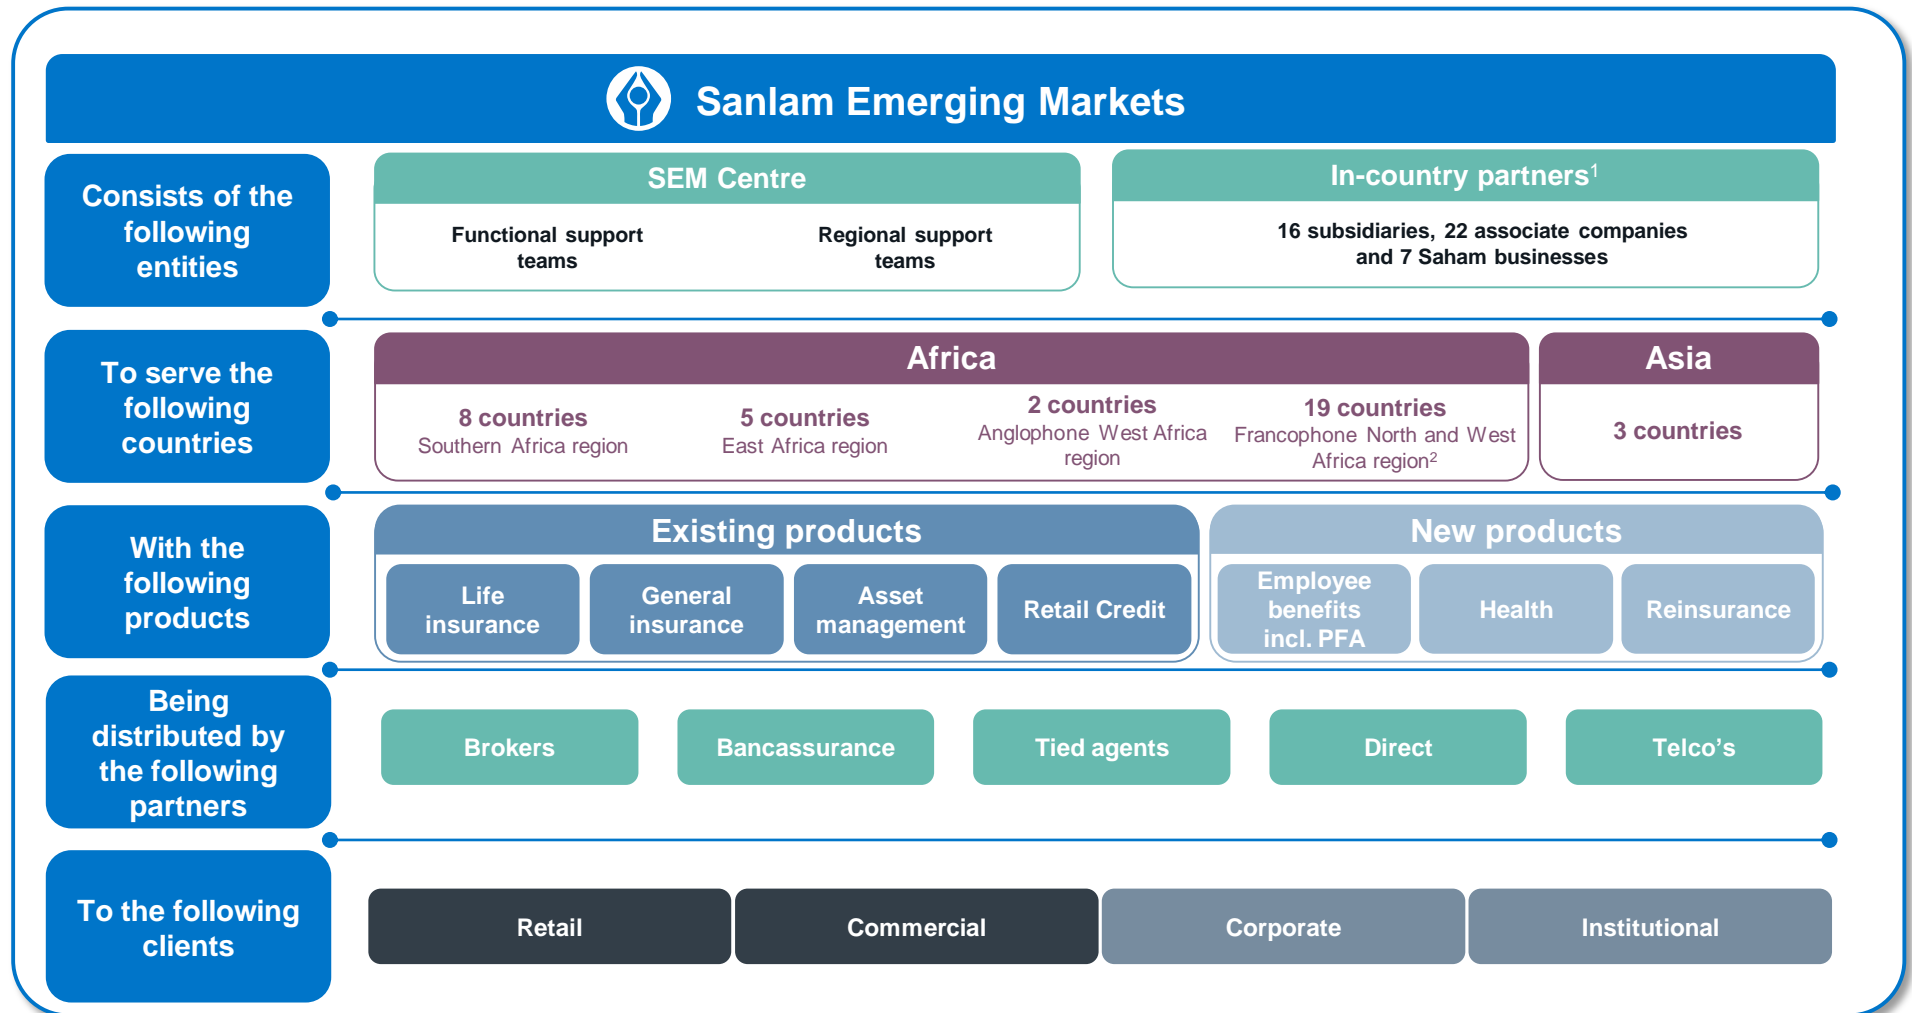 Sanlam Emerging Markets
Consists of the
following
entities
SEM Centre
Functional support
teams
Regional support
teams
In-country partners¹
16 subsidiaries, 22 associate companies
and 7 Saham businesses
To serve the
following
countries
Africa
8 countries
Southern Africa region
5 countries
East Africa region
2 countries
Anglophone West Africa
region
19 countries
Francophone North and West
Africa region²
Asia
3 countries
With the
following
products
Existing products
Life
insurance
General
insurance
Asset
management
Retail Credit
New products
Employee
benefits
incl. PFA
Health
Reinsurance
Being
distributed by
the following
partners
Brokers
Bancassurance
Tied agents
Direct
Telco’s
To the following
clients
Retail
Commercial
Corporate
Institutional